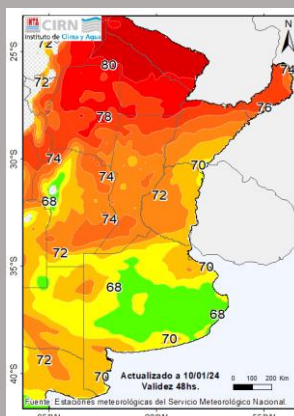 INTA CIRN
Instituto de Clima y Agua
72
25°S
80
74
72
76
78
30°S
74
70
74
68
72
74
72
70
35°S
68
68
70
72
70
40°S
Actualizado a 10/01/24
Validez 48hs.
0 100 200 Km
Fuente: Estaciones meteorológicas del Servicio Meteorológico Nacional.